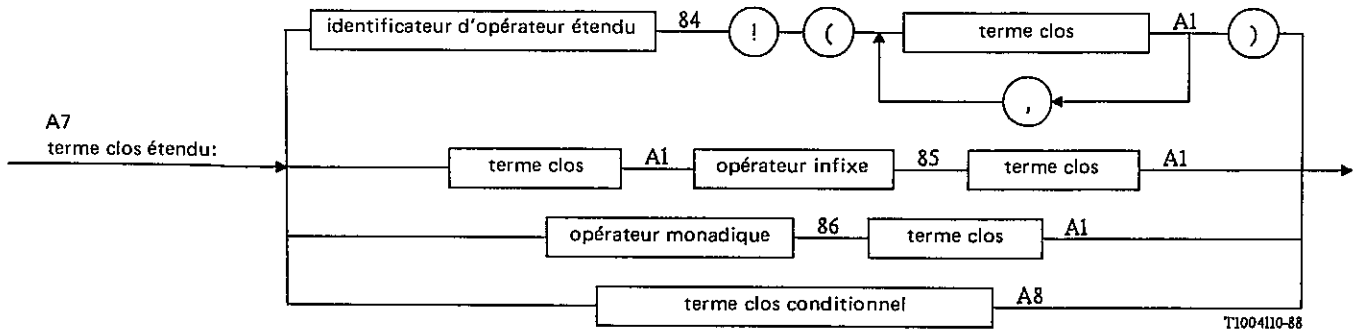 identificateur d'opérateur étendu 84 ! ( terme clos A1 )
,
A7
terme clos étendu:
terme clos A1 opérateur infixe 85 terme clos A1
opérateur monadique 86 terme clos A1
terme clos conditionnel A8
T1004110-88